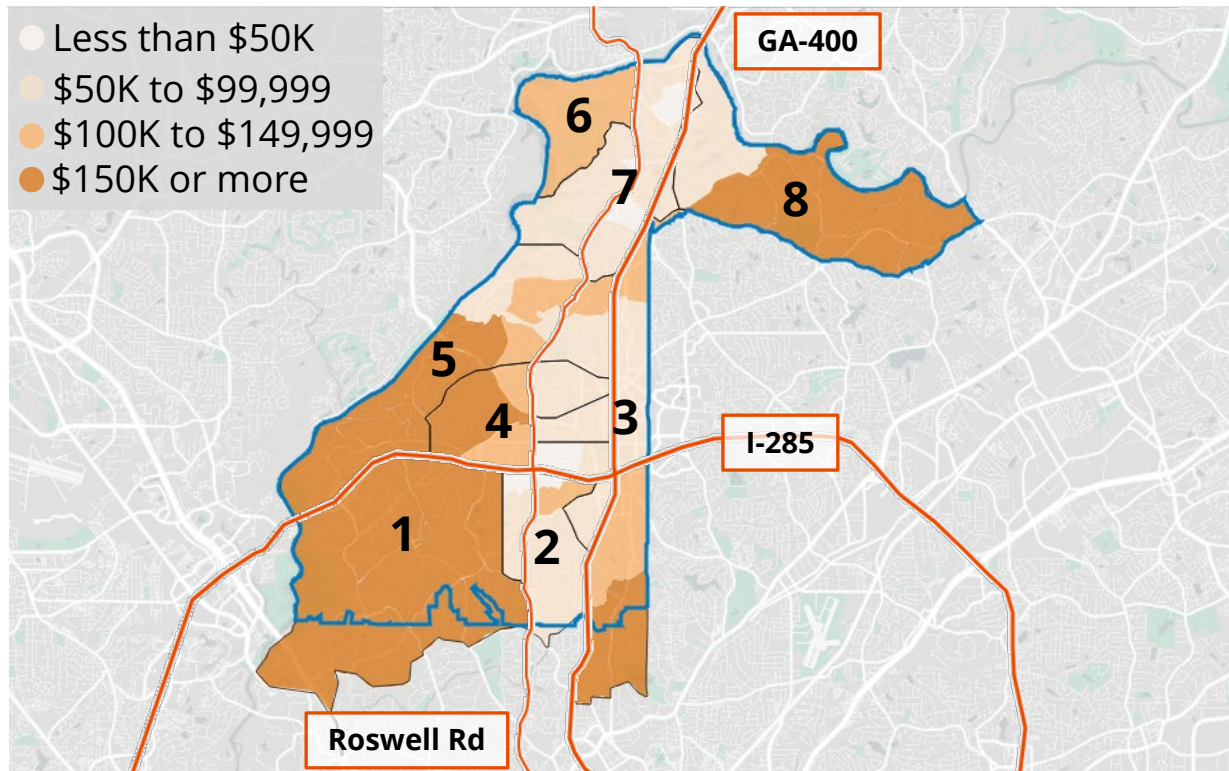 Less than $50K
$50K to $99,999
$100K to $149,999
$150K or more
GA-400
6
7
8
5
4
3
I-285
1
2
Roswell Rd